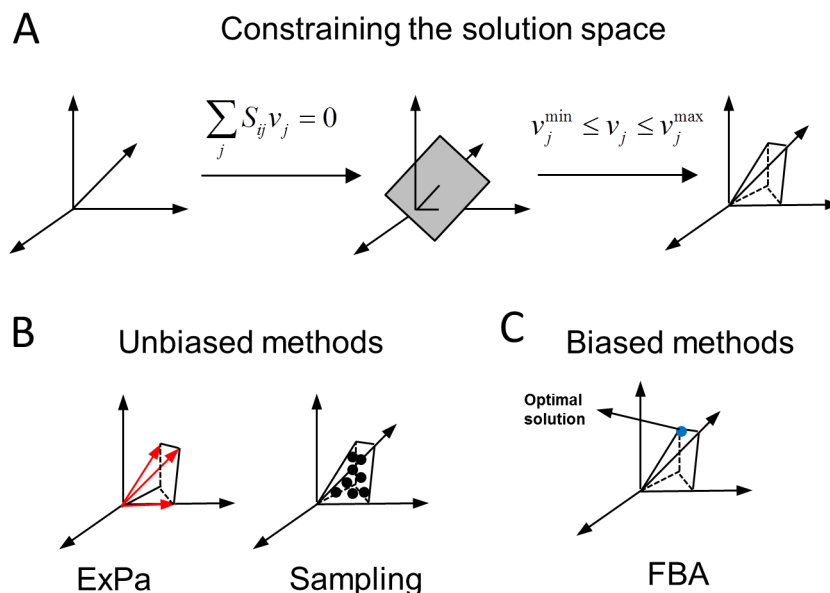 A
Constraining the solution space
∑_j S_ij v_j = 0
v_j^min ≤ v_j ≤ v_j^max
B
Unbiased methods
C
Biased methods
Optimal
solution
ExPa
Sampling
FBA